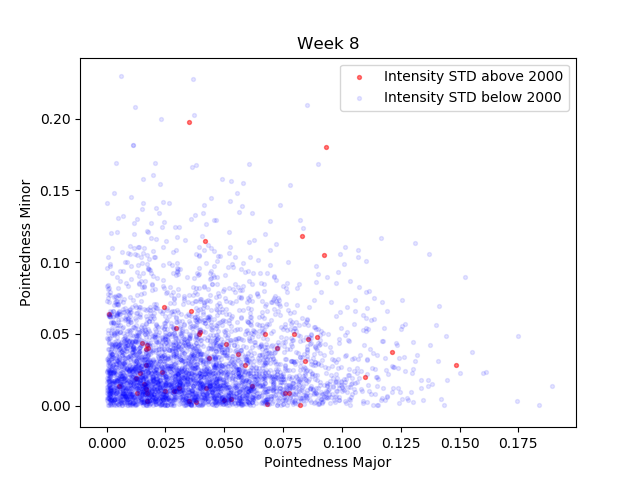 Week 8
Intensity STD above 2000
Intensity STD below 2000
Pointedness Minor
0.20
0.15
0.10
0.05
0.00
0.000 0.025 0.050 0.075 0.100 0.125 0.150 0.175
Pointedness Major